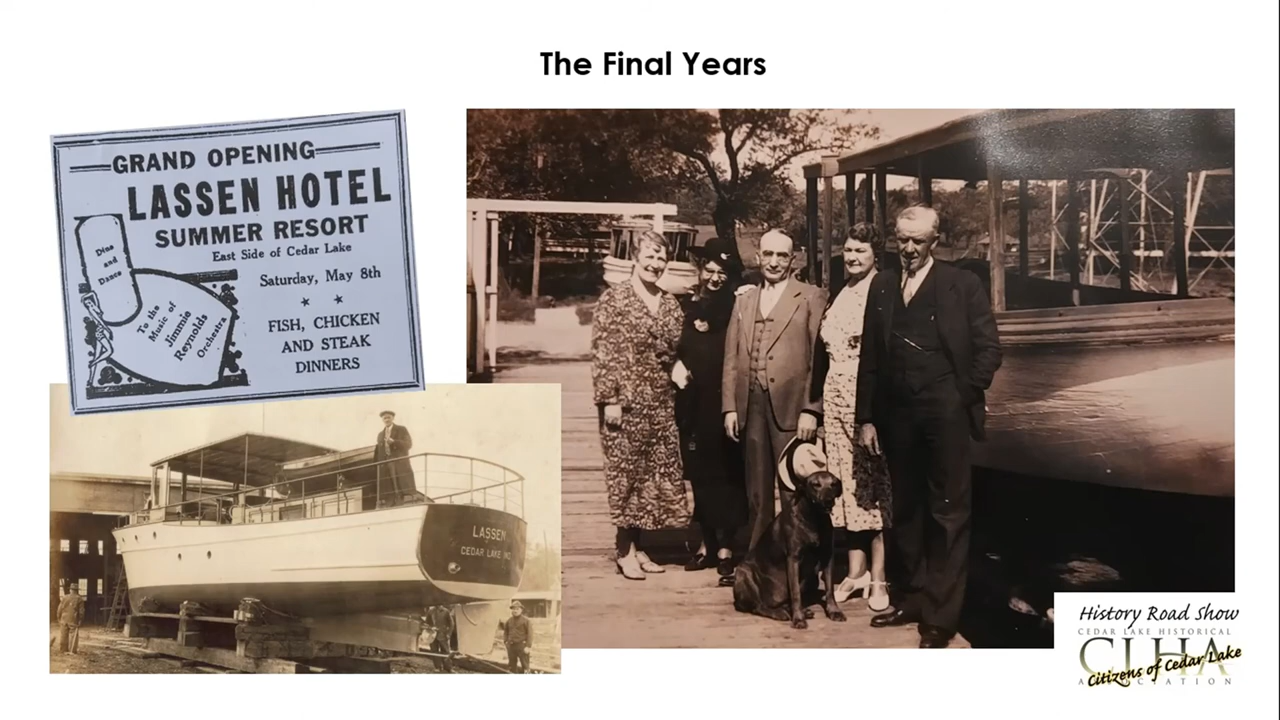 The Final Years
GRAND OPENING
LASSEN HOTEL
SUMMER RESORT
East Side of Cedar Lake
Saturday, May 8th
FISH, CHICKEN
AND STEAK
DINNERS
Dine
and
Dance
To the
Music of
Jimmie
Reynolds
Orchestra
LASSEN
CEDAR LAKE IND.
History Road Show
CEDAR LAKE HISTORICAL
CLHA
Citizens of Cedar Lake
ASSOCIATION